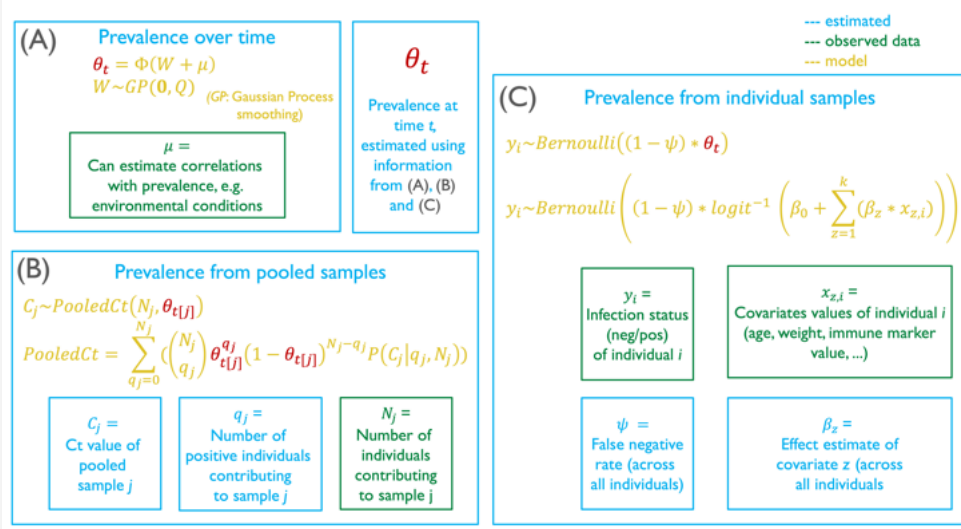 --- estimated
--- observed data
--- model
(A)
Prevalence over time
θ_t = Φ(W + μ)
W~GP(0, Q)
(GP: Gaussian Process
smoothing)
μ =
Can estimate correlations
with prevalence, e.g.
environmental conditions
θ_t
Prevalence at
time t,
estimated using
information
from (A), (B)
and (C)
(B)
Prevalence from pooled samples
C_j~PooledCt(N_j, θ_{t[j]})
PooledCt = ∑_{q_j=0}^{N_j} ((N_j q_j) θ_{t[j]}^{q_j} (1 − θ_{t[j]})^{N_j−q_j} P(C_j|q_j, N_j))
C_j =
Ct value of
pooled
sample j
q_j =
Number of
positive individuals
contributing
to sample j
N_j =
Number of
individuals
contributing
to sample j
(C)
Prevalence from individual samples
y_i~Bernoulli((1 − ψ) * θ_t)
y_i~Bernoulli((1 − ψ) * logit^{−1}(β_0 + ∑_{z=1}^{k} (β_z * x_{z,i})))
y_i =
Infection status
(neg/pos)
of individual i
x_{z,i} =
Covariates values of individual i
(age, weight, immune marker
value, ...)
ψ =
False negative
rate (across
all individuals)
β_z =
Effect estimate of
covariate z (across
all individuals